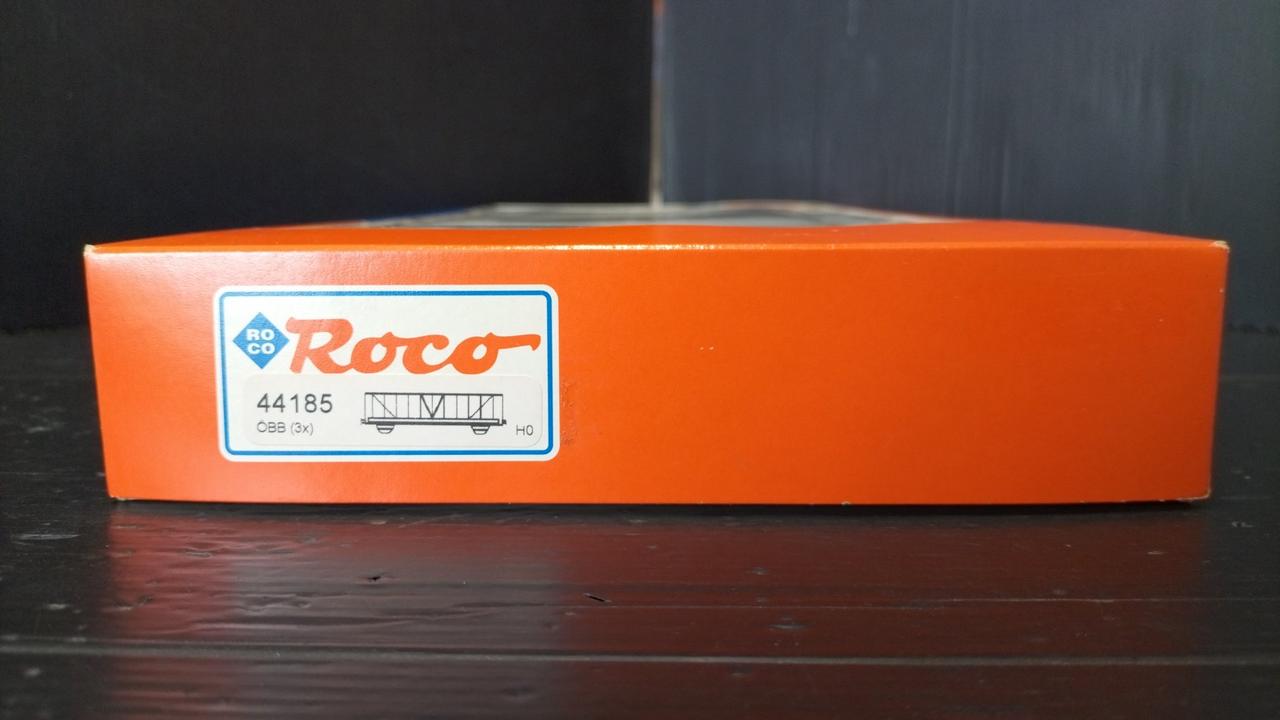 RO
CO
Roco
44185
ÖBB (3x)
H0